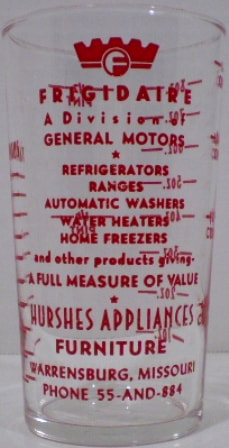 F
FRIGIDAIRE
A Division of
GENERAL MOTORS
REFRIGERATORS
RANGES
AUTOMATIC WASHERS
WATER HEATERS
HOME FREEZERS
and other products giving-
A FULL MEASURE OF VALUE
HURSHES APPLIANCES
FURNITURE
WARRENSBURG, MISSOURI
PHONE 55-AND-884